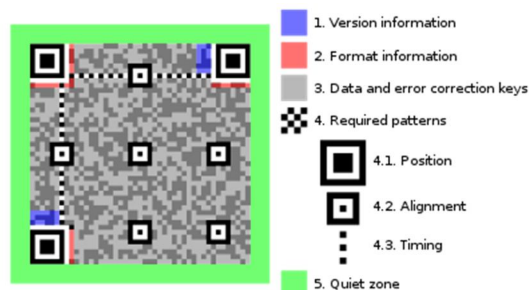 1. Version information
2. Format information
3. Data and error correction keys
4. Required patterns
4.1. Position
4.2. Alignment
4.3. Timing
5. Quiet zone